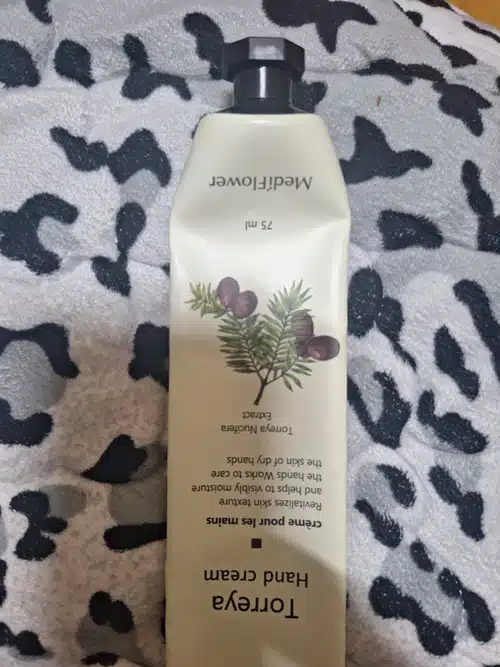 Torreya
Hand cream
crème pour les mains
Revitalizes skin texture
and helps to visibly moisture
the hands Works to care
the skin of dry hands
Torreya Nucifera
Extract
75 ml
MediFlower